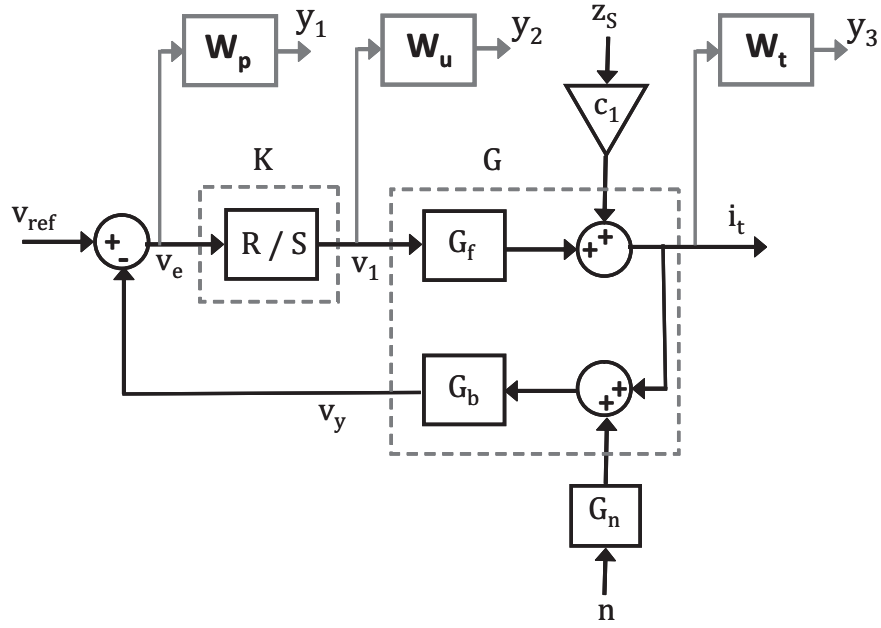 W_p
y_1
W_u
y_2
z_S
W_t
y_3
c_1
K
G
v_ref
+
-
v_e
R / S
v_1
G_f
+
+
i_t
G_b
+
+
v_y
G_n
n